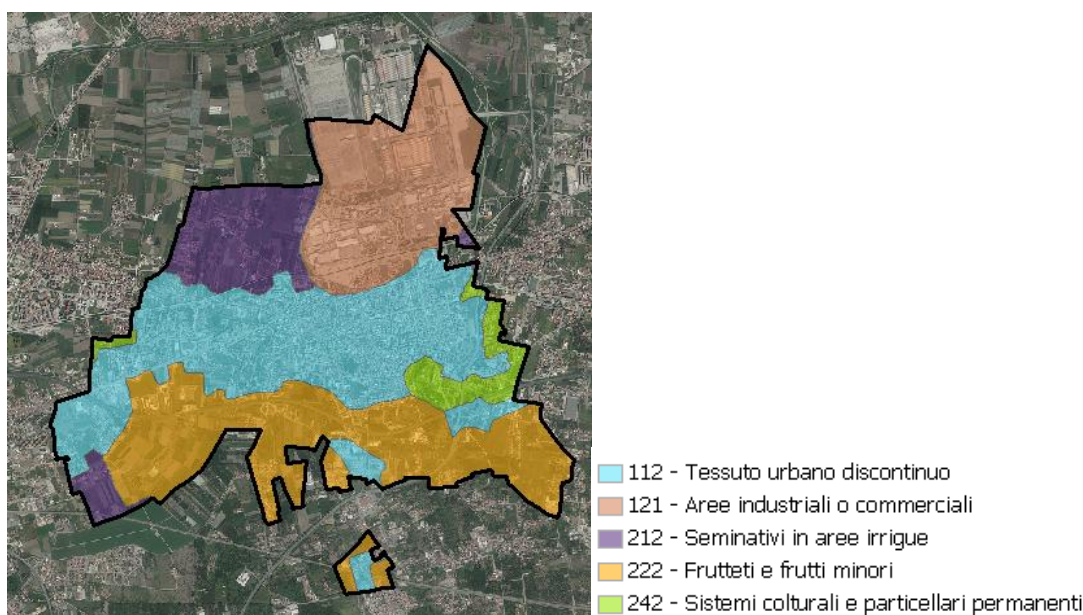 112 - Tessuto urbano discontinuo
121 - Aree industriali o commerciali
212 - Seminativi in aree irrigue
222 - Frutteti e frutti minori
242 - Sistemi colturali e particellari permanenti